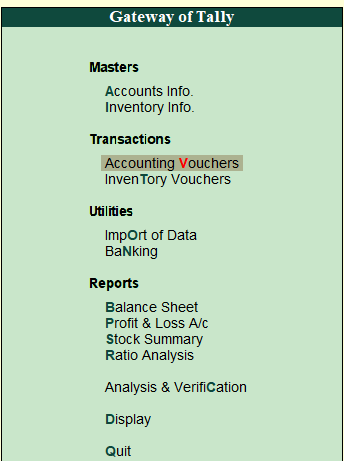 Gateway of Tally
Masters
Accounts Info.
Inventory Info.
Transactions
Accounting Vouchers
InvenTory Vouchers
Utilities
ImpOrt of Data
BaNking
Reports
Balance Sheet
Profit & Loss A/c
Stock Summary
Ratio Analysis
Analysis & VerifiCation
Display
Quit